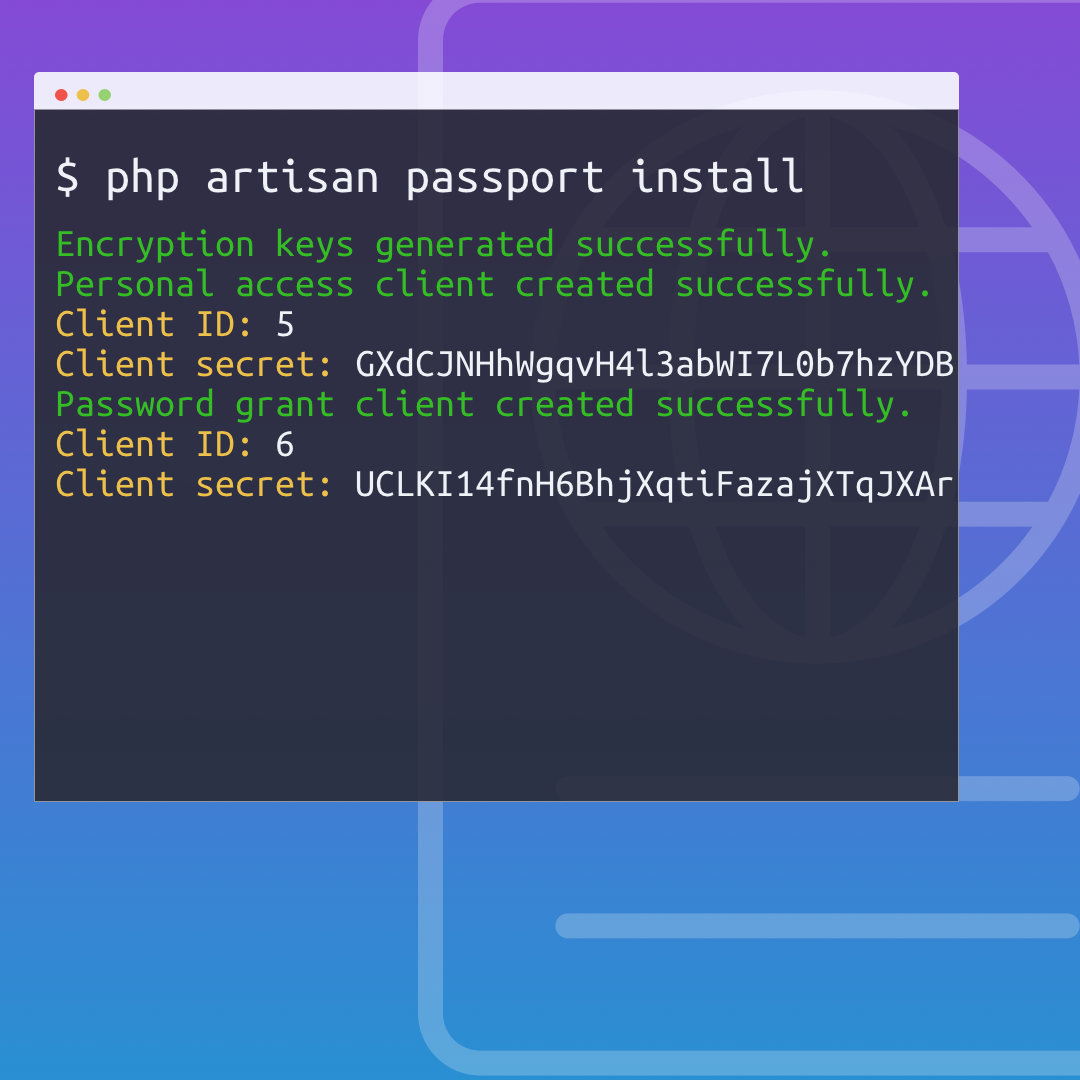 $ php artisan passport install
Encryption keys generated successfully.
Personal access client created successfully.
Client ID: 5
Client secret: GXdCJNHhWgqvH4l3abWI7L0b7hzYDB
Password grant client created successfully.
Client ID: 6
Client secret: UCLKI14fnH6BhjXqtiFazajXTqJXAr